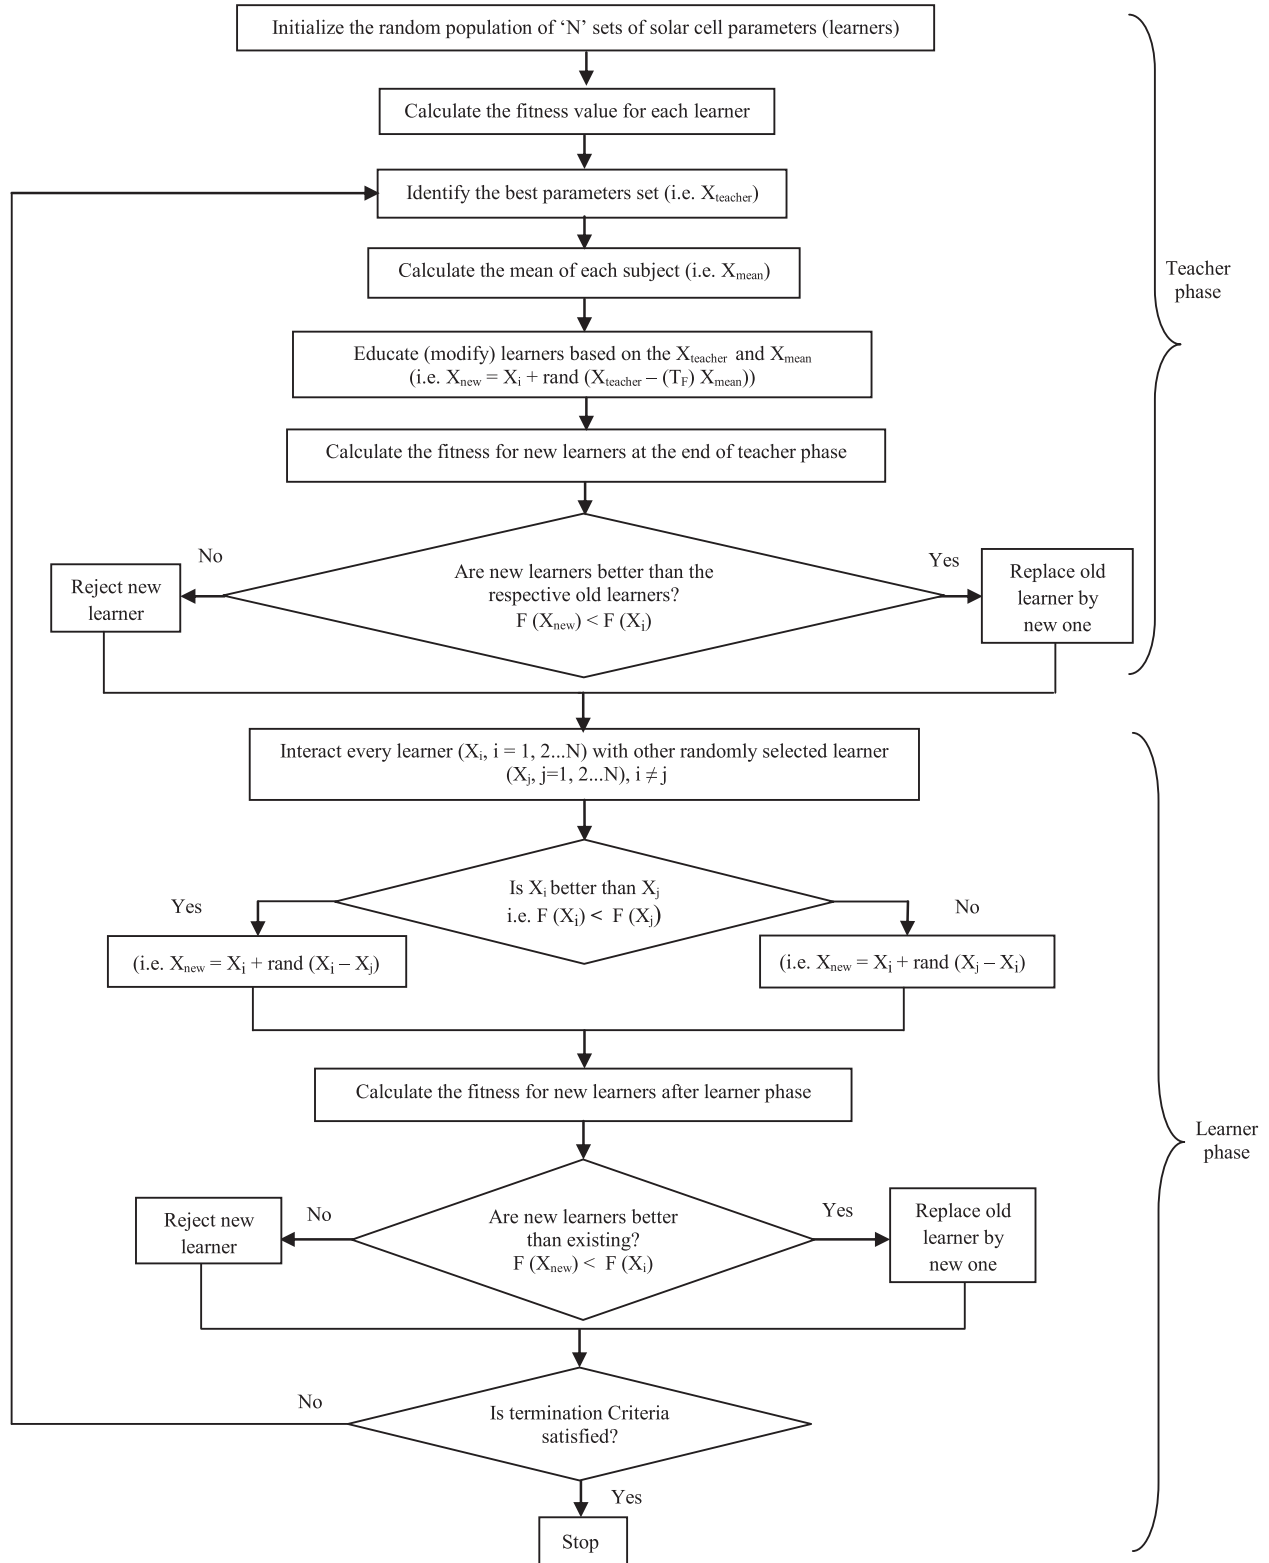 Initialize the random population of ‘N’ sets of solar cell parameters (learners)
Calculate the fitness value for each learner
Identify the best parameters set (i.e. Xteacher)
Calculate the mean of each subject (i.e. Xmean)
Teacher
phase
Educate (modify) learners based on the Xteacher and Xmean
(i.e. Xnew = Xi + rand (Xteacher – (TF) Xmean))
Calculate the fitness for new learners at the end of teacher phase
No
Yes
Are new learners better than the
respective old learners?
F (Xnew) < F (Xi)
Reject new
learner
Replace old
learner by
new one
Interact every learner (Xi, i = 1, 2...N) with other randomly selected learner
(Xj, j=1, 2...N), i ≠ j
Is Xi better than Xj
i.e. F (Xi) < F (Xj)
Yes
No
(i.e. Xnew = Xi + rand (Xi – Xj)
(i.e. Xnew = Xi + rand (Xj – Xi)
Calculate the fitness for new learners after learner phase
Learner
phase
Reject new
learner
No
Are new learners better
than existing?
F (Xnew) < F (Xi)
Yes
Replace old
learner by
new one
No
Is termination Criteria
satisfied?
Yes
Stop